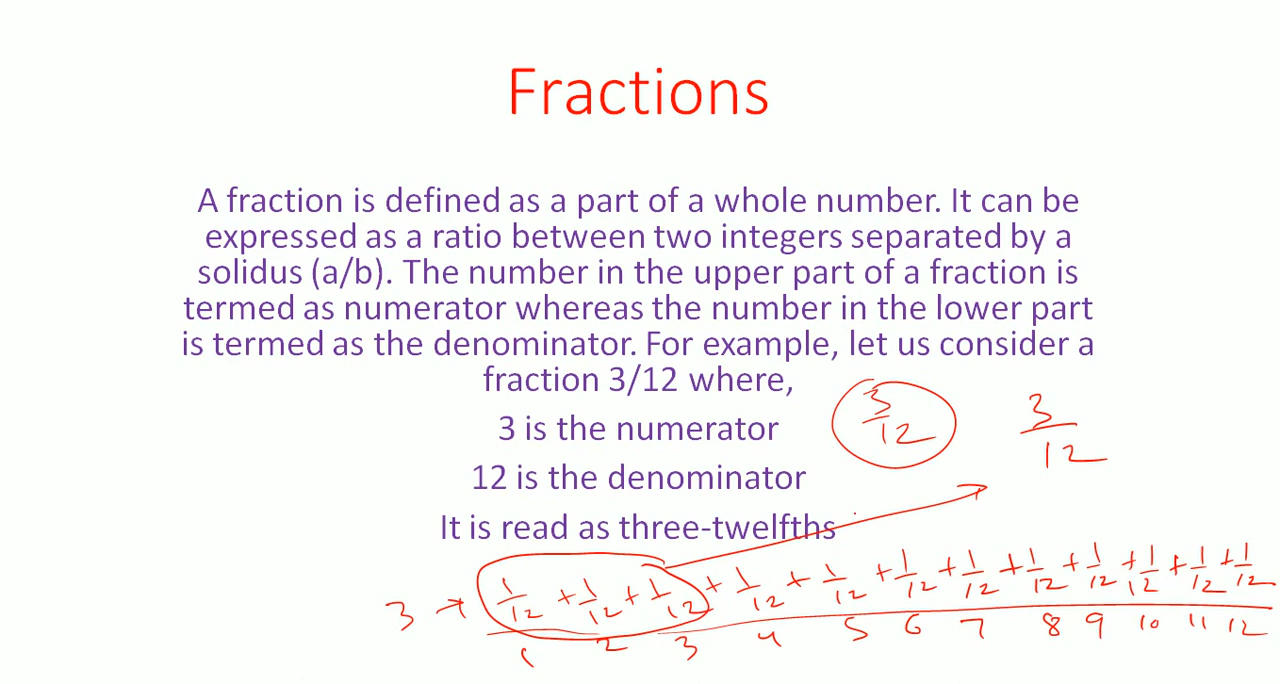 Fractions
A fraction is defined as a part of a whole number. It can be
expressed as a ratio between two integers separated by a
solidus (a/b). The number in the upper part of a fraction is
termed as numerator whereas the number in the lower part
is termed as the denominator. For example, let us consider a
fraction 3/12 where,
3 is the numerator
3/12 3/12
12 is the denominator
It is read as three-twelfths
3 → 1/12 + 1/12 + 1/12 + 1/12 + 1/12 + 1/12 + 1/12 + 1/12 + 1/12 + 1/12 + 1/12 + 1/12
1 2 3 4 5 6 7 8 9 10 11 12